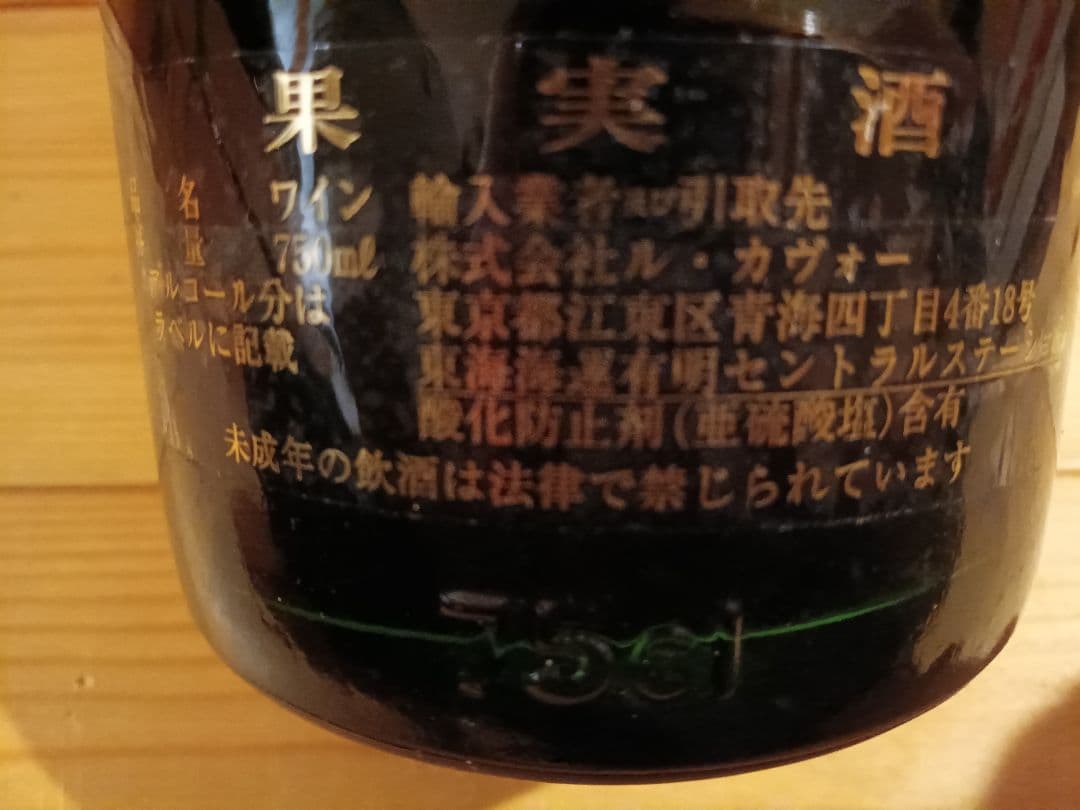 果 実 酒
品名 ワイン
容量 750ml
アルコール分は
ラベルに記載
輸入業者及び引取先
株式会社ル・カヴォー
東京都江東区青海四丁目4番18号
東海海運有明セントラルステーション
酸化防止剤(亜硫酸塩)含有
未成年の飲酒は法律で禁じられています
75cl